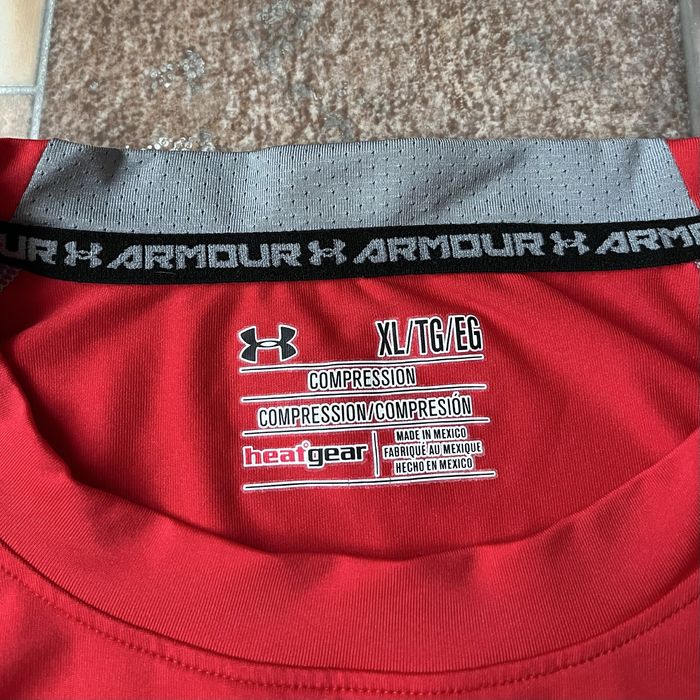 UR ARMOUR ARMOUR
XL/TG/EG
COMPRESSION
COMPRESSION/COMPRESIÓN
heatgear
MADE IN MEXICO
FABRIQUÉ AU MEXIQUE
HECHO EN MEXICO